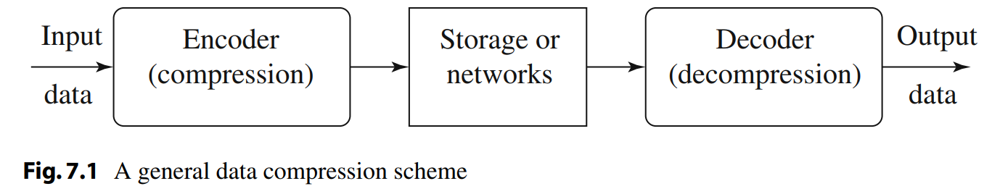 Input
data
Encoder
(compression)
Storage or
networks
Decoder
(decompression)
Output
data
Fig. 7.1 A general data compression scheme